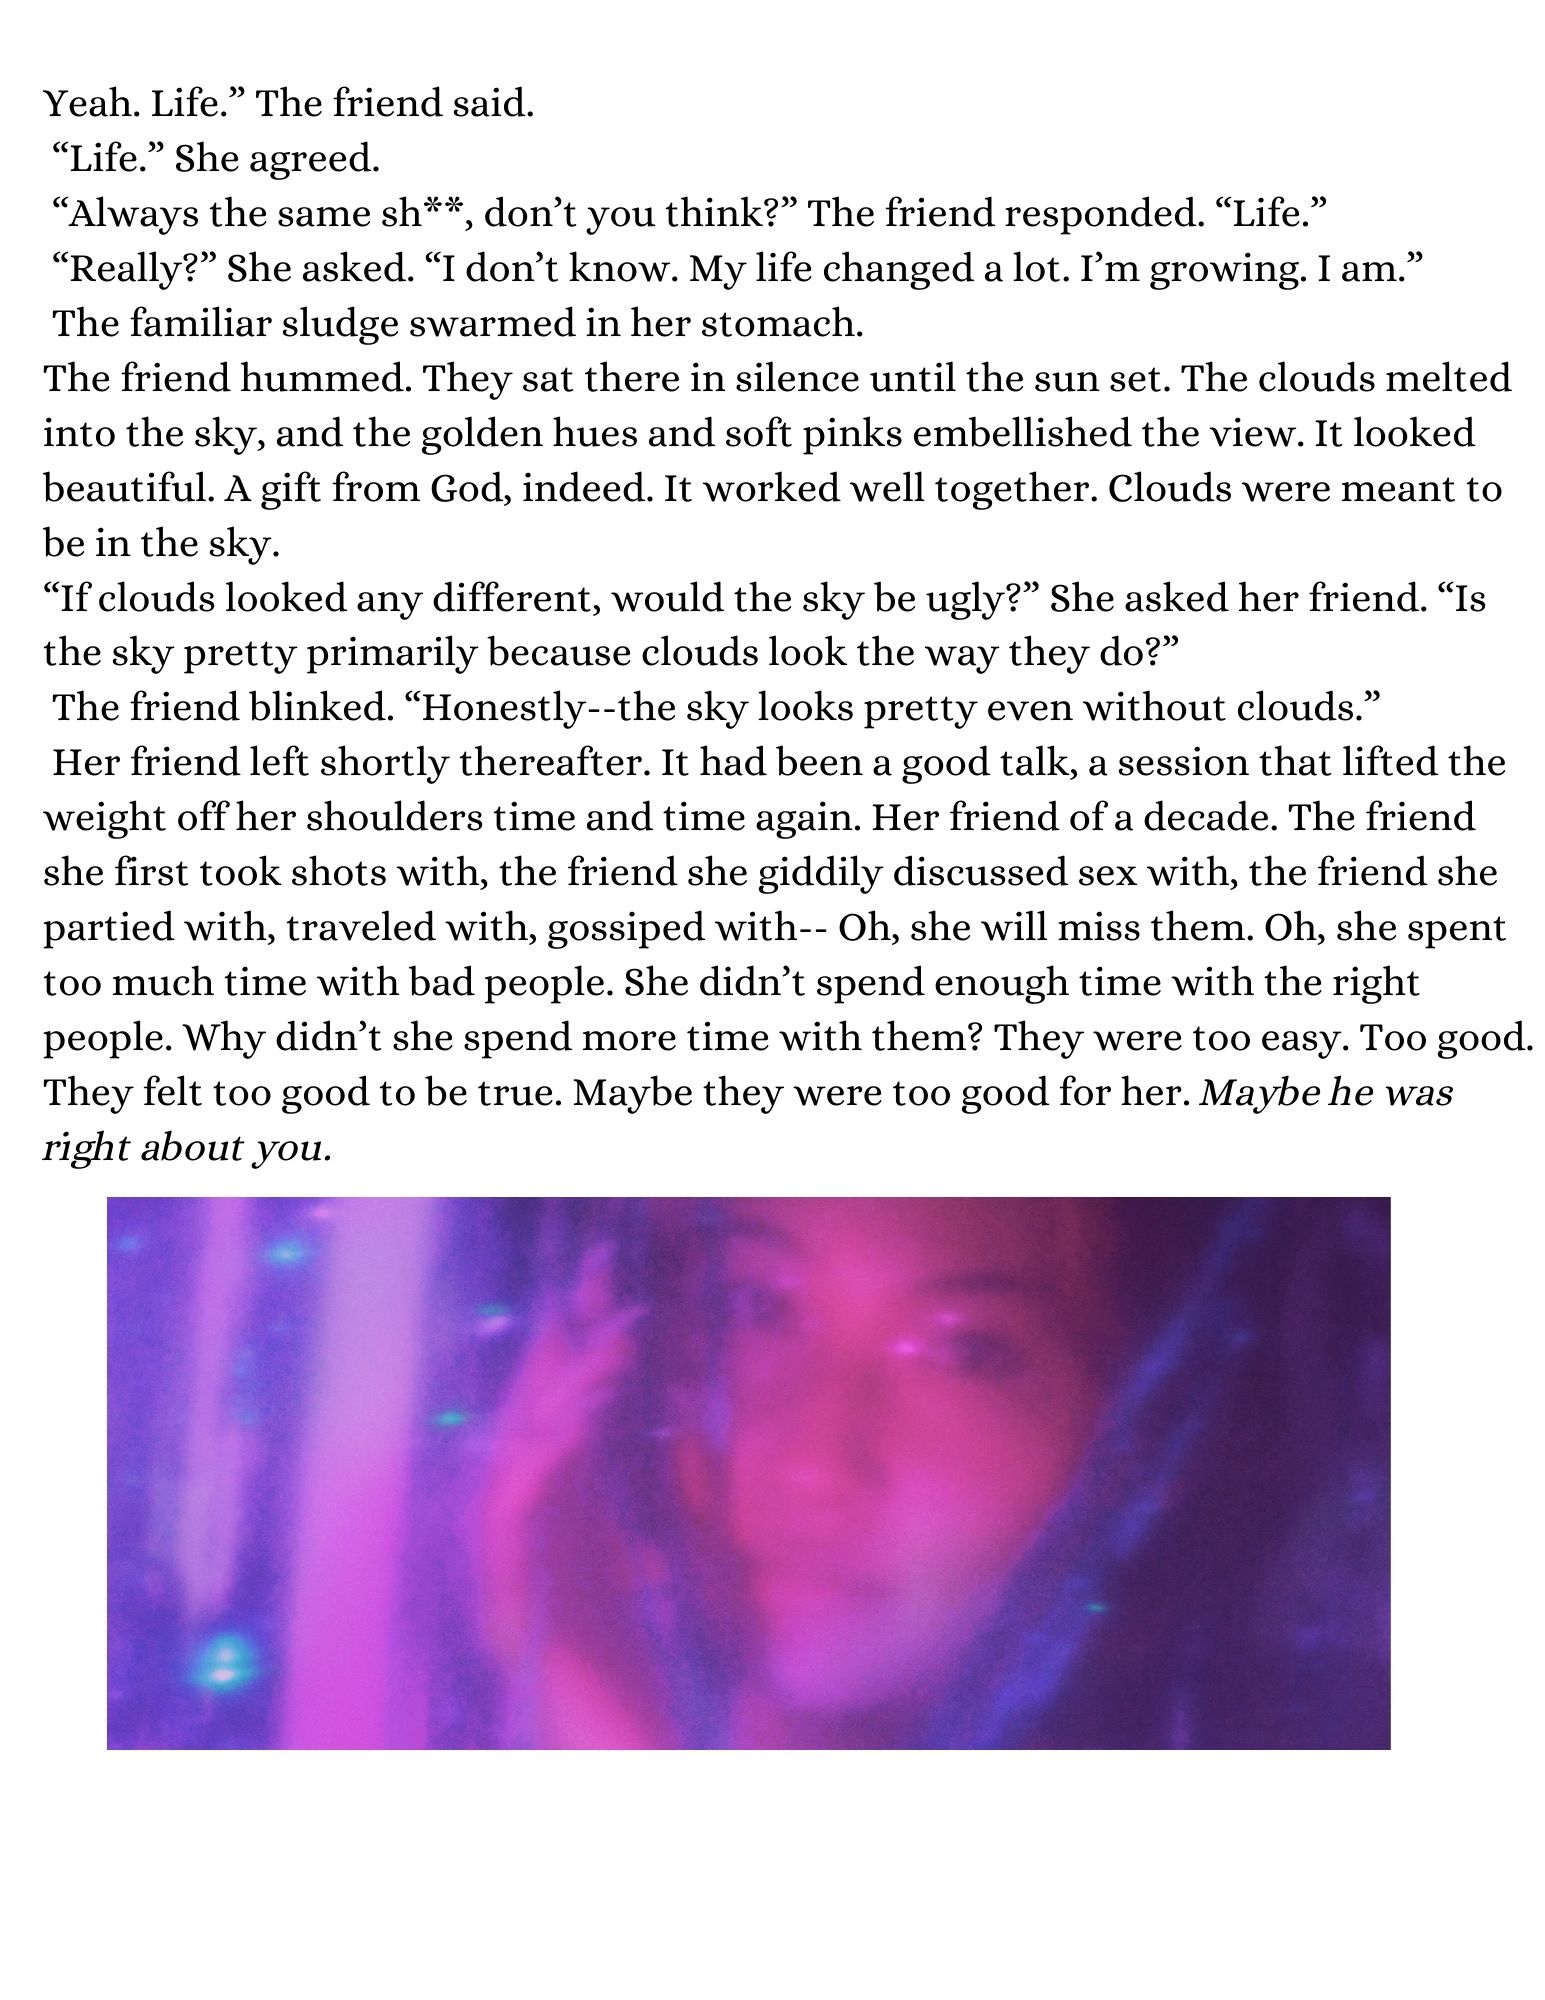 Yeah. Life.” The friend said.
“Life.” She agreed.
“Always the same sh**, don’t you think?” The friend responded. “Life.”
“Really?” She asked. “I don’t know. My life changed a lot. I’m growing. I am.”
The familiar sludge swarmed in her stomach.
The friend hummed. They sat there in silence until the sun set. The clouds melted
into the sky, and the golden hues and soft pinks embellished the view. It looked
beautiful. A gift from God, indeed. It worked well together. Clouds were meant to
be in the sky.
“If clouds looked any different, would the sky be ugly?” She asked her friend. “Is
the sky pretty primarily because clouds look the way they do?”
The friend blinked. “Honestly--the sky looks pretty even without clouds.”
Her friend left shortly thereafter. It had been a good talk, a session that lifted the
weight off her shoulders time and time again. Her friend of a decade. The friend
she first took shots with, the friend she giddily discussed sex with, the friend she
partied with, traveled with, gossiped with-- Oh, she will miss them. Oh, she spent
too much time with bad people. She didn’t spend enough time with the right
people. Why didn’t she spend more time with them? They were too easy. Too good.
They felt too good to be true. Maybe they were too good for her. Maybe he was
right about you.